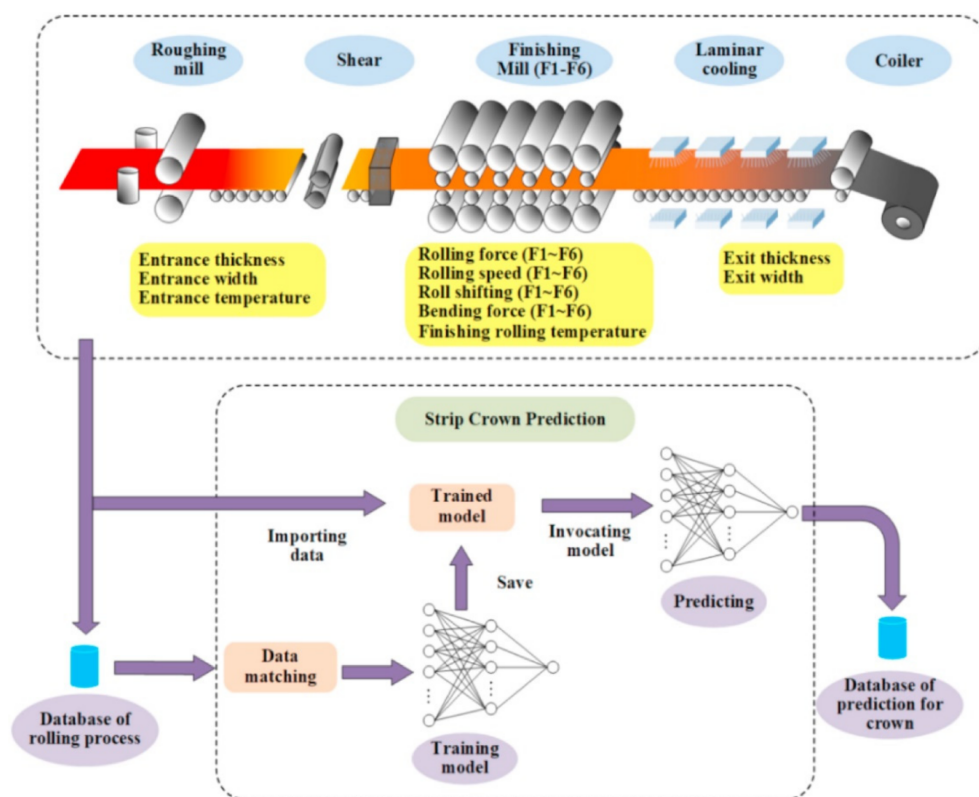 Roughing
mill
Shear
Finishing
Mill (F1-F6)
Laminar
cooling
Coiler
Entrance thickness
Entrance width
Entrance temperature
Rolling force (F1~F6)
Rolling speed (F1~F6)
Roll shifting (F1~F6)
Bending force (F1~F6)
Finishing rolling temperature
Exit thickness
Exit width
Strip Crown Prediction
Importing
data
Trained
model
Invocating
model
Save
Predicting
Data
matching
Training
model
Database of
rolling process
Database of
prediction for
crown